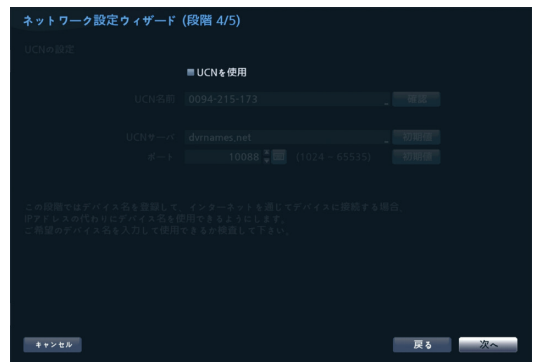 ネットワーク設定ウィザード (段階 4/5)
UCNの設定
UCNを使用
UCN名前 0094-215-173 確認
UCNサーバ dvrnames.net 初期値
ポート 10088 (1024 ~ 65535) 初期値
この段階ではデバイス名を登録して、インターネットを通じてデバイスに接続する場合、
IPアドレスの代わりにデバイス名を使用できるようにします。
ご希望のデバイス名を入力して使用できるか検査して下さい。
キャンセル 戻る 次へ